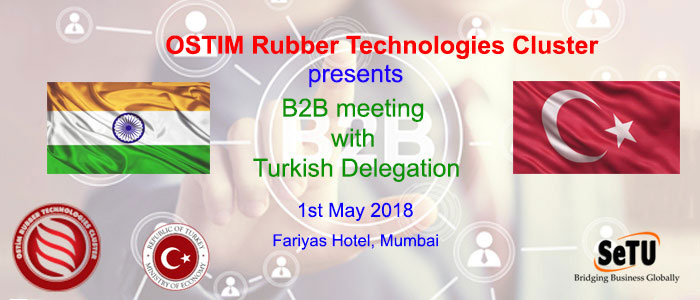 OSTIM Rubber Technologies Cluster
presents
B2B meeting
with
Turkish Delegation
1st May 2018
Fariyas Hotel, Mumbai
B2B
OSTIM RUBBER TECHNOLOGIES CLUSTER
REPUBLIC OF TURKEY
MINISTRY OF ECONOMY
SeTU
Bridging Business Globally